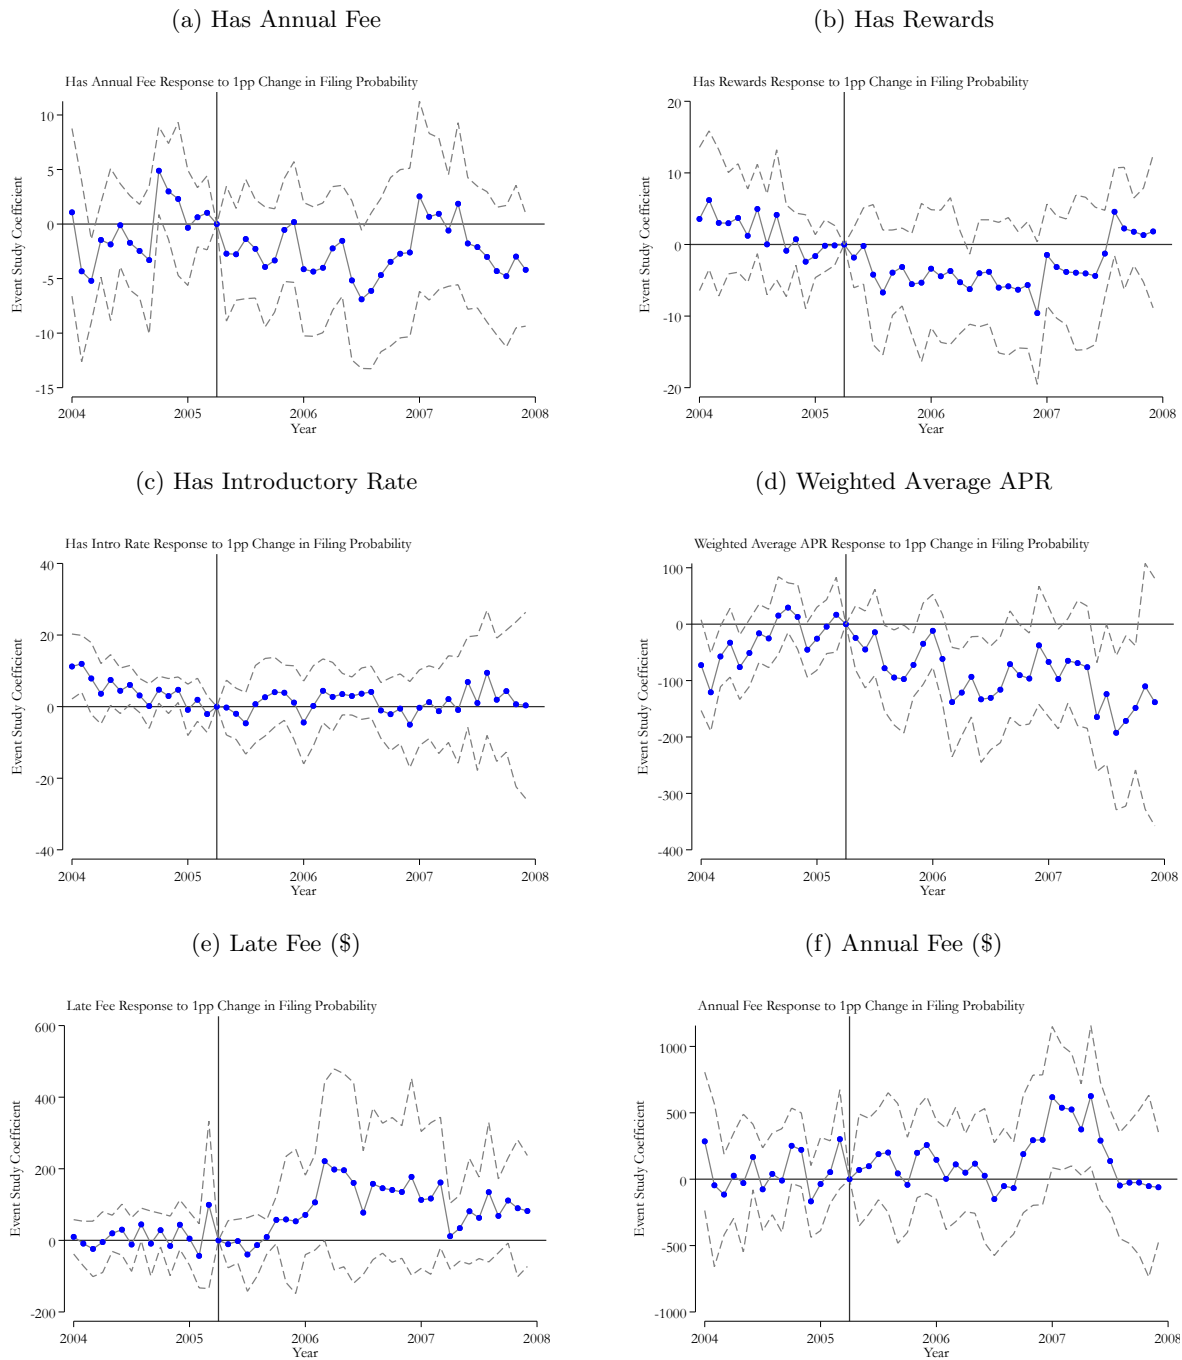 (a) Has Annual Fee
Has Annual Fee Response to 1pp Change in Filing Probability
Event Study Coefficient
10
5
0
-5
-10
-15
2004 2005 2006 2007 2008
Year
(b) Has Rewards
Has Rewards Response to 1pp Change in Filing Probability
Event Study Coefficient
20
10
0
-10
-20
2004 2005 2006 2007 2008
Year
(c) Has Introductory Rate
Has Intro Rate Response to 1pp Change in Filing Probability
Event Study Coefficient
40
20
0
-20
-40
2004 2005 2006 2007 2008
Year
(d) Weighted Average APR
Weighted Average APR Response to 1pp Change in Filing Probability
Event Study Coefficient
100
0
-100
-200
-300
-400
2004 2005 2006 2007 2008
Year
(e) Late Fee ($)
Late Fee Response to 1pp Change in Filing Probability
Event Study Coefficient
600
400
200
0
-200
2004 2005 2006 2007 2008
Year
(f) Annual Fee ($)
Annual Fee Response to 1pp Change in Filing Probability
Event Study Coefficient
1000
500
0
-500
-1000
2004 2005 2006 2007 2008
Year